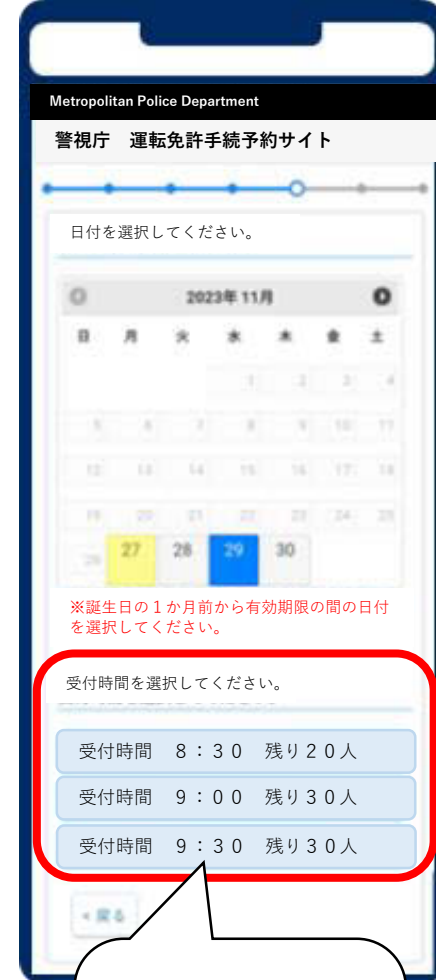 Metropolitan Police Department
警視庁　運転免許手続予約サイト
日付を選択してください。
2023年 11月
日 月 火 水 木 金 土
1 2 3 4
5 6 7 8 9 10 11
12 13 14 15 16 17 18
19 20 21 22 23 24 25
26 27 28 29 30
※誕生日の１か月前から有効期限の間の日付
を選択してください。
受付時間を選択してください。
受付時間　８：３０　残り２０人
受付時間　９：００　残り３０人
受付時間　９：３０　残り３０人
< 戻る